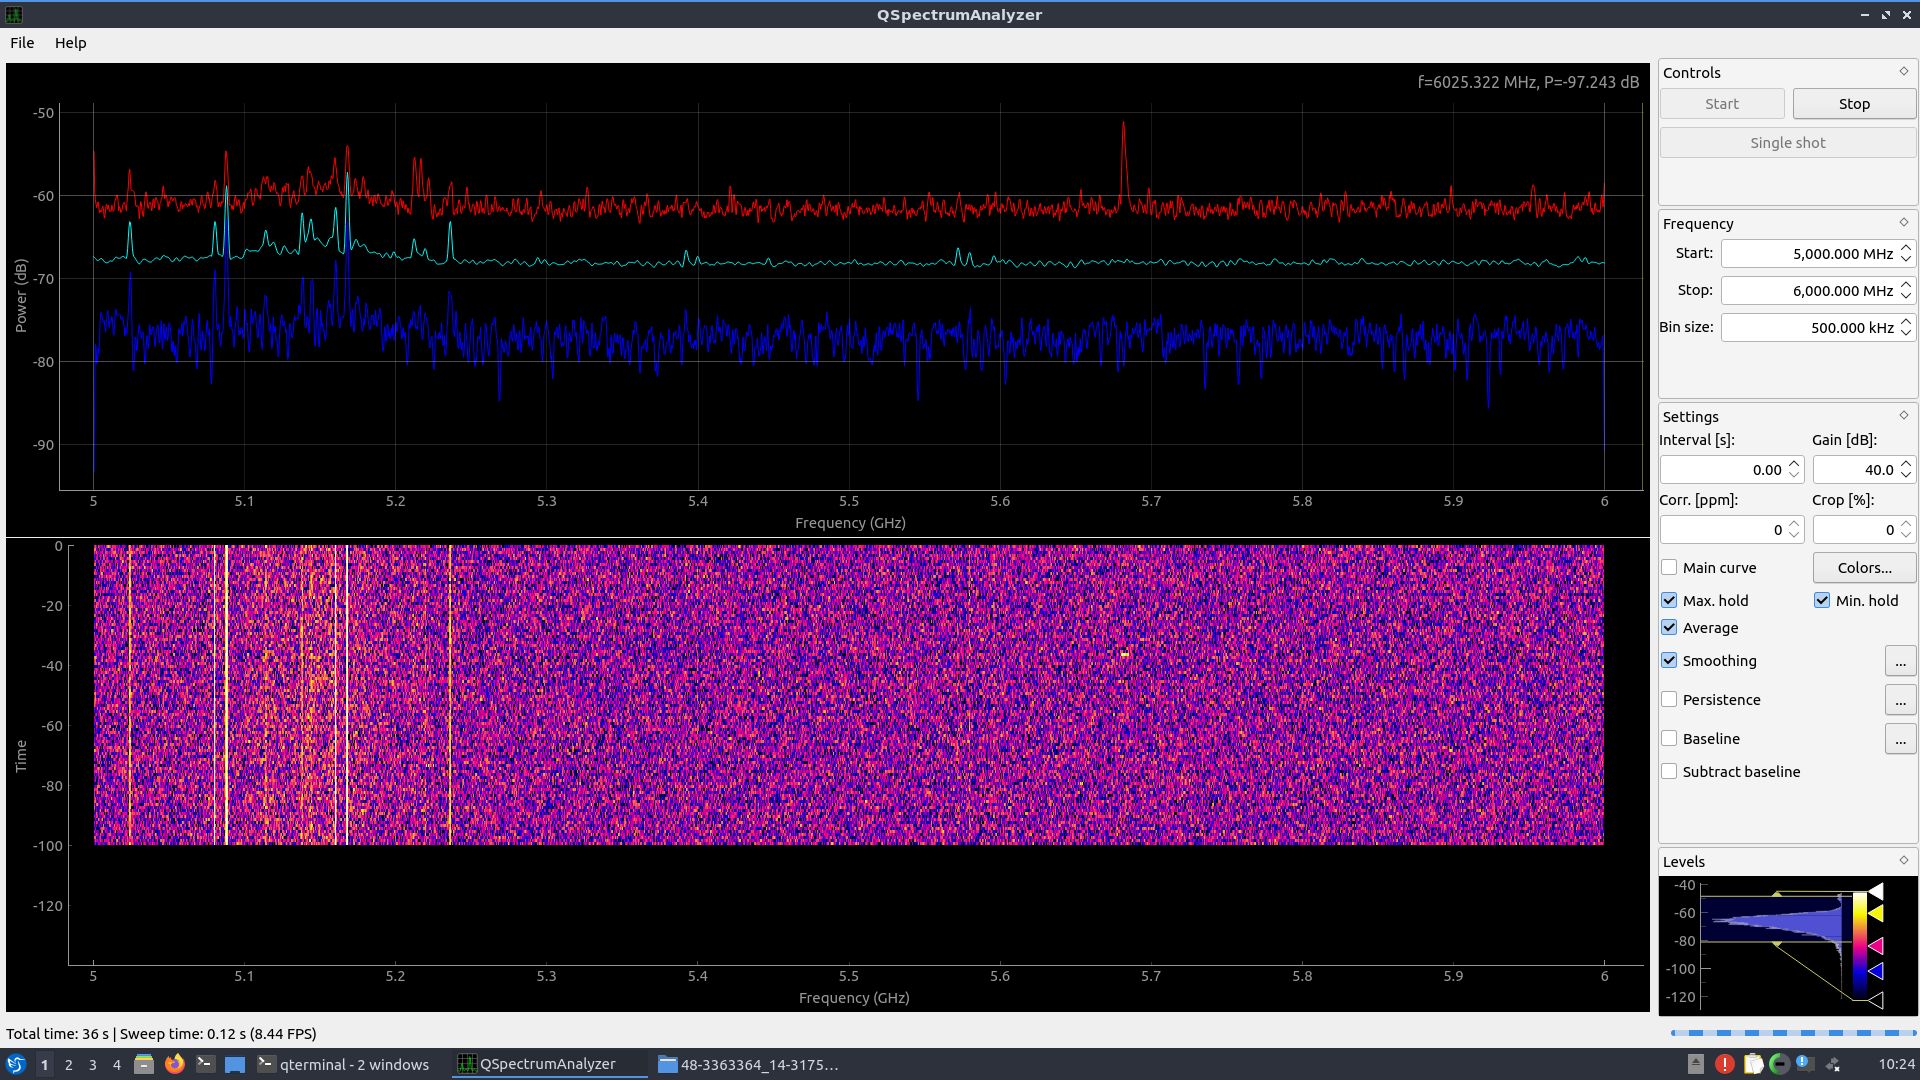 QSpectrumAnalyzer
File Help
f=6025.322 MHz, P=-97.243 dB
-50
-60
-70
-80
-90
Power (dB)
5 5.1 5.2 5.3 5.4 5.5 5.6 5.7 5.8 5.9 6
Frequency (GHz)
0
-20
-40
-60
-80
-100
-120
Time
5 5.1 5.2 5.3 5.4 5.5 5.6 5.7 5.8 5.9 6
Frequency (GHz)
Controls
Start Stop
Single shot
Frequency
Start: 5,000.000 MHz
Stop: 6,000.000 MHz
Bin size: 500.000 kHz
Settings
Interval [s]: Gain [dB]:
0.00 40.0
Corr. [ppm]: Crop [%]:
0 0
Main curve Colors...
Max. hold Min. hold
Average
Smoothing ...
Persistence ...
Baseline ...
Subtract baseline
Levels
-40
-60
-80
-100
-120
Total time: 36 s | Sweep time: 0.12 s (8.44 FPS)
1 2 3 4 qterminal - 2 windows QSpectrumAnalyzer 48-3363364_14-3175... 10:24